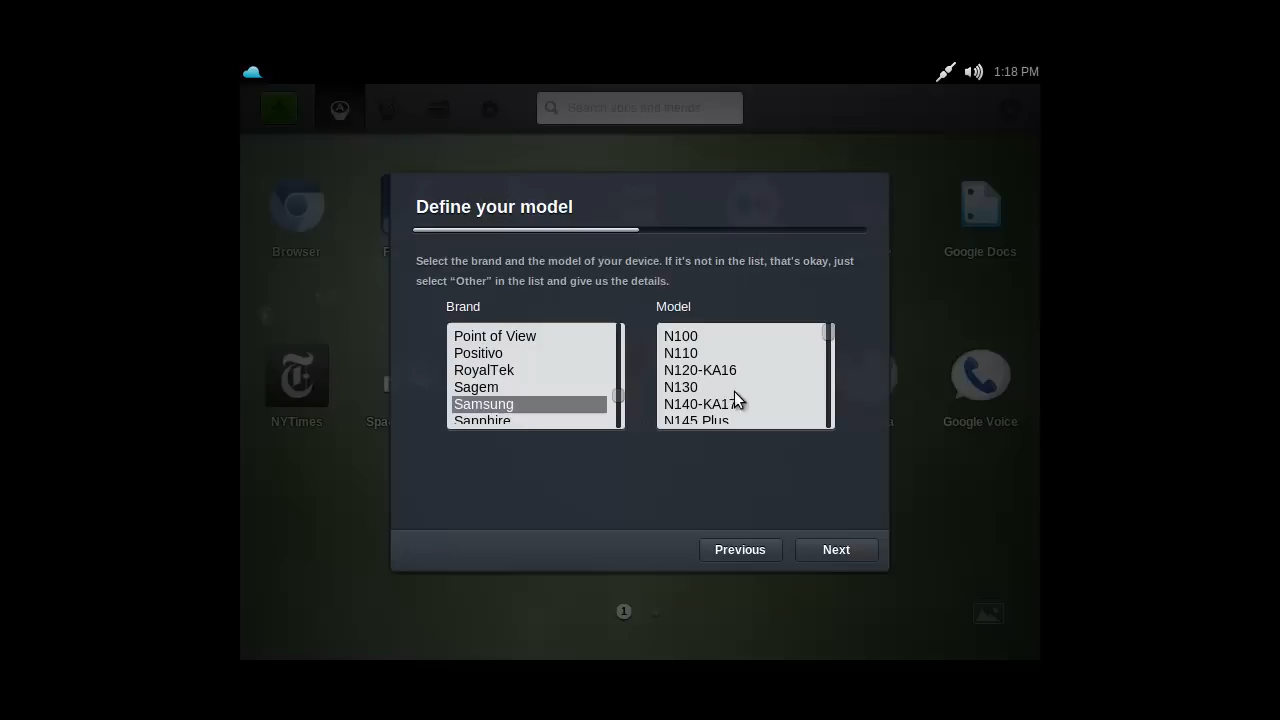 1:18 PM
Search apps and friends
Define your model
Browser
Google Docs
Select the brand and the model of your device. If it's not in the list, that's okay, just
select “Other” in the list and give us the details.
Brand
Model
Point of View
Positivo
RoyalTek
Sagem
Samsung
Sapphire
N100
N110
N120-KA16
N130
N140-KA17
N145 Plus
NYTimes
Google Voice
Previous
Next
1